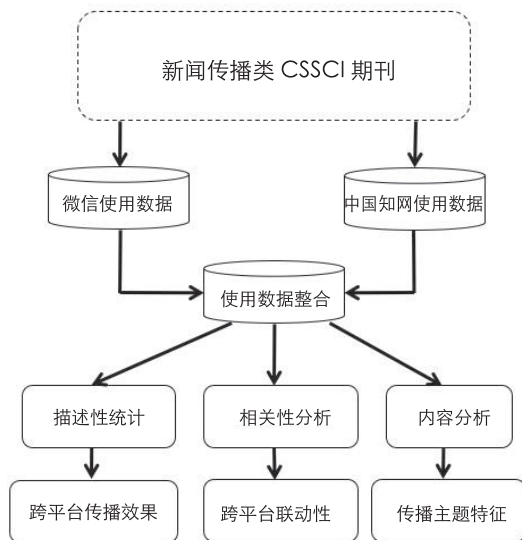 新闻传播类 CSSCI 期刊
微信使用数据
中国知网使用数据
使用数据整合
描述性统计
相关性分析
内容分析
跨平台传播效果
跨平台联动性
传播主题特征